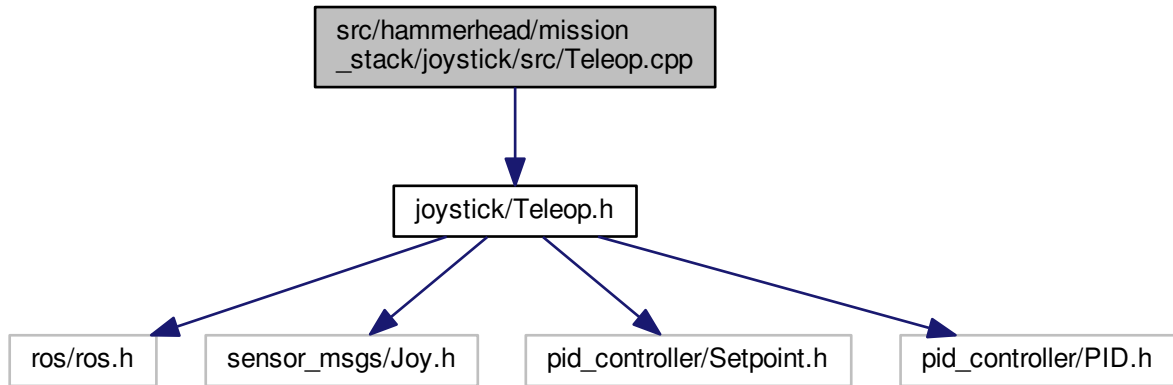 src/hammerhead/mission
_stack/joystick/src/Teleop.cpp
joystick/Teleop.h
ros/ros.h
sensor_msgs/Joy.h
pid_controller/Setpoint.h
pid_controller/PID.h